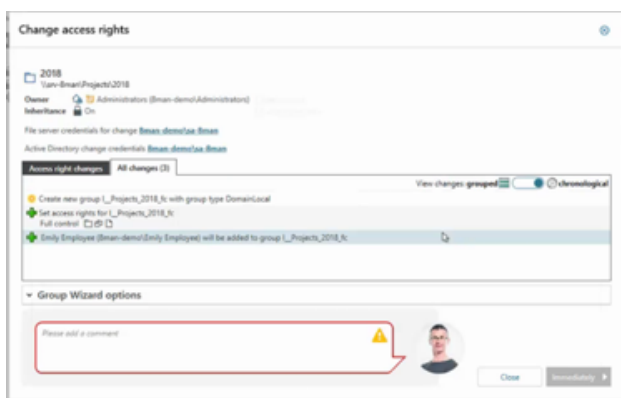 Change access rights
2018
\\srv-8man\Projects\2018
Owner Administrators (8man-demo\Administrators)
Inheritance On
File server credentials for change 8man-demo\sa-8man
Active Directory change credentials 8man-demo\sa-8man
Access right changes All changes (3)
View changes grouped chronological
Create new group l__Projects_2018_fc with group type DomainLocal
Set access rights for l__Projects_2018_fc
Full control
Emily Employee (8man-demo\Emily Employee) will be added to group l__Projects_2018_fc
Group Wizard options
Please add a comment
Close Immediately